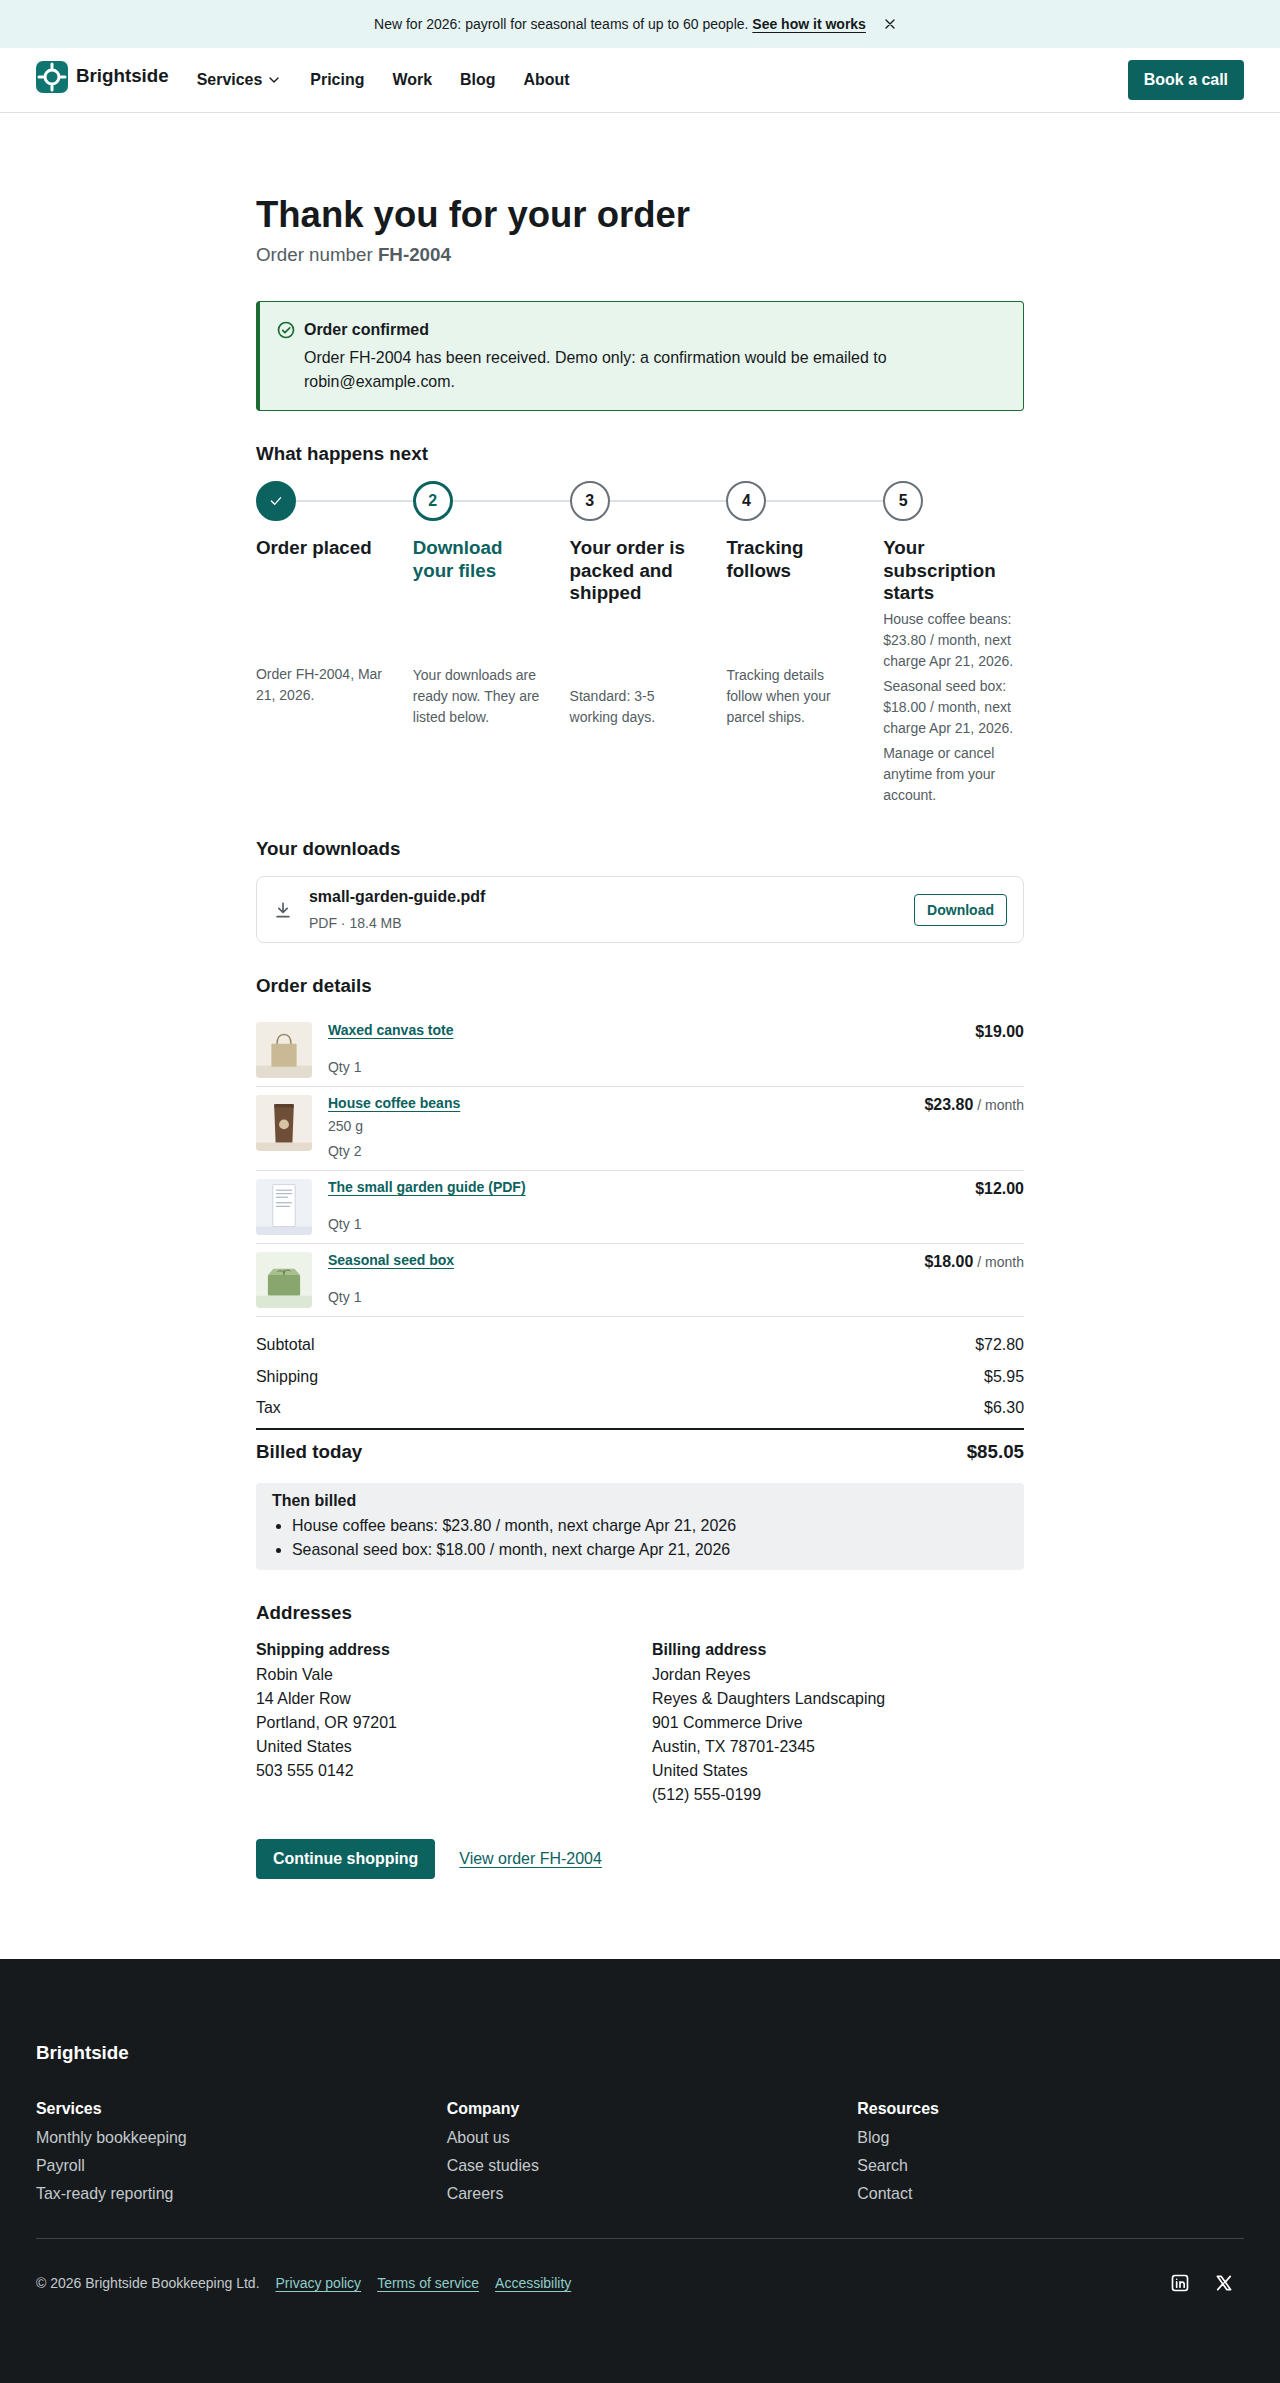 New for 2026: payroll for seasonal teams of up to 60 people. See how it works
Brightside
Services
Pricing
Work
Blog
About
Book a call
Thank you for your order
Order number FH-2004
Order confirmed
Order FH-2004 has been received. Demo only: a confirmation would be emailed to
robin@example.com.
What happens next
2
3
4
5
Order placed
Order FH-2004, Mar
21, 2026.
Download
your files
Your downloads are
ready now. They are
listed below.
Your order is
packed and
shipped
Standard: 3-5
working days.
Tracking
follows
Tracking details
follow when your
parcel ships.
Your
subscription
starts
House coffee beans:
$23.80 / month, next
charge Apr 21, 2026.
Seasonal seed box:
$18.00 / month, next
charge Apr 21, 2026.
Manage or cancel
anytime from your
account.
Your downloads
small-garden-guide.pdf
PDF · 18.4 MB
Download
Order details
Waxed canvas tote
$19.00
Qty 1
House coffee beans
$23.80 / month
250 g
Qty 2
The small garden guide (PDF)
$12.00
Qty 1
Seasonal seed box
$18.00 / month
Qty 1
Subtotal $72.80
Shipping $5.95
Tax $6.30
Billed today $85.05
Then billed
• House coffee beans: $23.80 / month, next charge Apr 21, 2026
• Seasonal seed box: $18.00 / month, next charge Apr 21, 2026
Addresses
Shipping address
Robin Vale
14 Alder Row
Portland, OR 97201
United States
503 555 0142
Billing address
Jordan Reyes
Reyes & Daughters Landscaping
901 Commerce Drive
Austin, TX 78701-2345
United States
(512) 555-0199
Continue shopping
View order FH-2004
Brightside
Services
Monthly bookkeeping
Payroll
Tax-ready reporting
Company
About us
Case studies
Careers
Resources
Blog
Search
Contact
© 2026 Brightside Bookkeeping Ltd.
Privacy policy
Terms of service
Accessibility